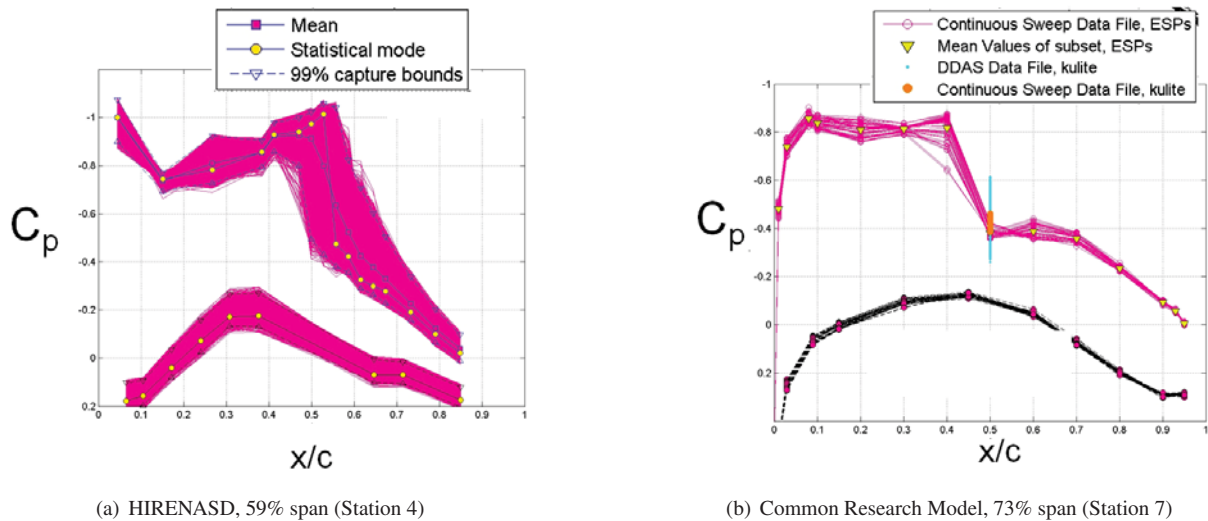 Mean
Statistical mode
99% capture bounds
-1
-0.8
-0.6
-0.4
-0.2
0
0.2
Cp
0 0.1 0.2 0.3 0.4 0.5 0.6 0.7 0.8 0.9 1
x/c
(a) HIRENASD, 59% span (Station 4)
Continuous Sweep Data File, ESPs
Mean Values of subset, ESPs
DDAS Data File, kulite
Continuous Sweep Data File, kulite
-1
-0.8
-0.6
-0.4
-0.2
0
0.2
Cp
0 0.1 0.2 0.3 0.4 0.5 0.6 0.7 0.8 0.9 1
x/c
(b) Common Research Model, 73% span (Station 7)